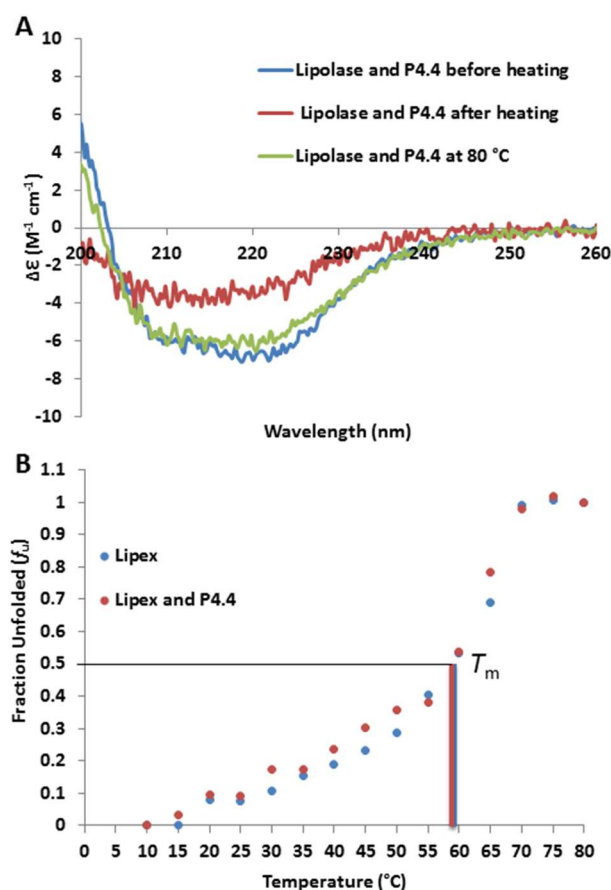 A
10
8
6
4
2
0
-2
-4
-6
-8
-10
Δε (M⁻¹ cm⁻¹)
Lipolase and P4.4 before heating
Lipolase and P4.4 after heating
Lipolase and P4.4 at 80 °C
200 210 220 230 240 250 260
Wavelength (nm)
B
1.1
1
0.9
0.8
0.7
0.6
0.5
0.4
0.3
0.2
0.1
0
Fraction Unfolded (fᵤ)
Lipex
Lipex and P4.4
Tₘ
0 5 10 15 20 25 30 35 40 45 50 55 60 65 70 75 80
Temperature (°C)